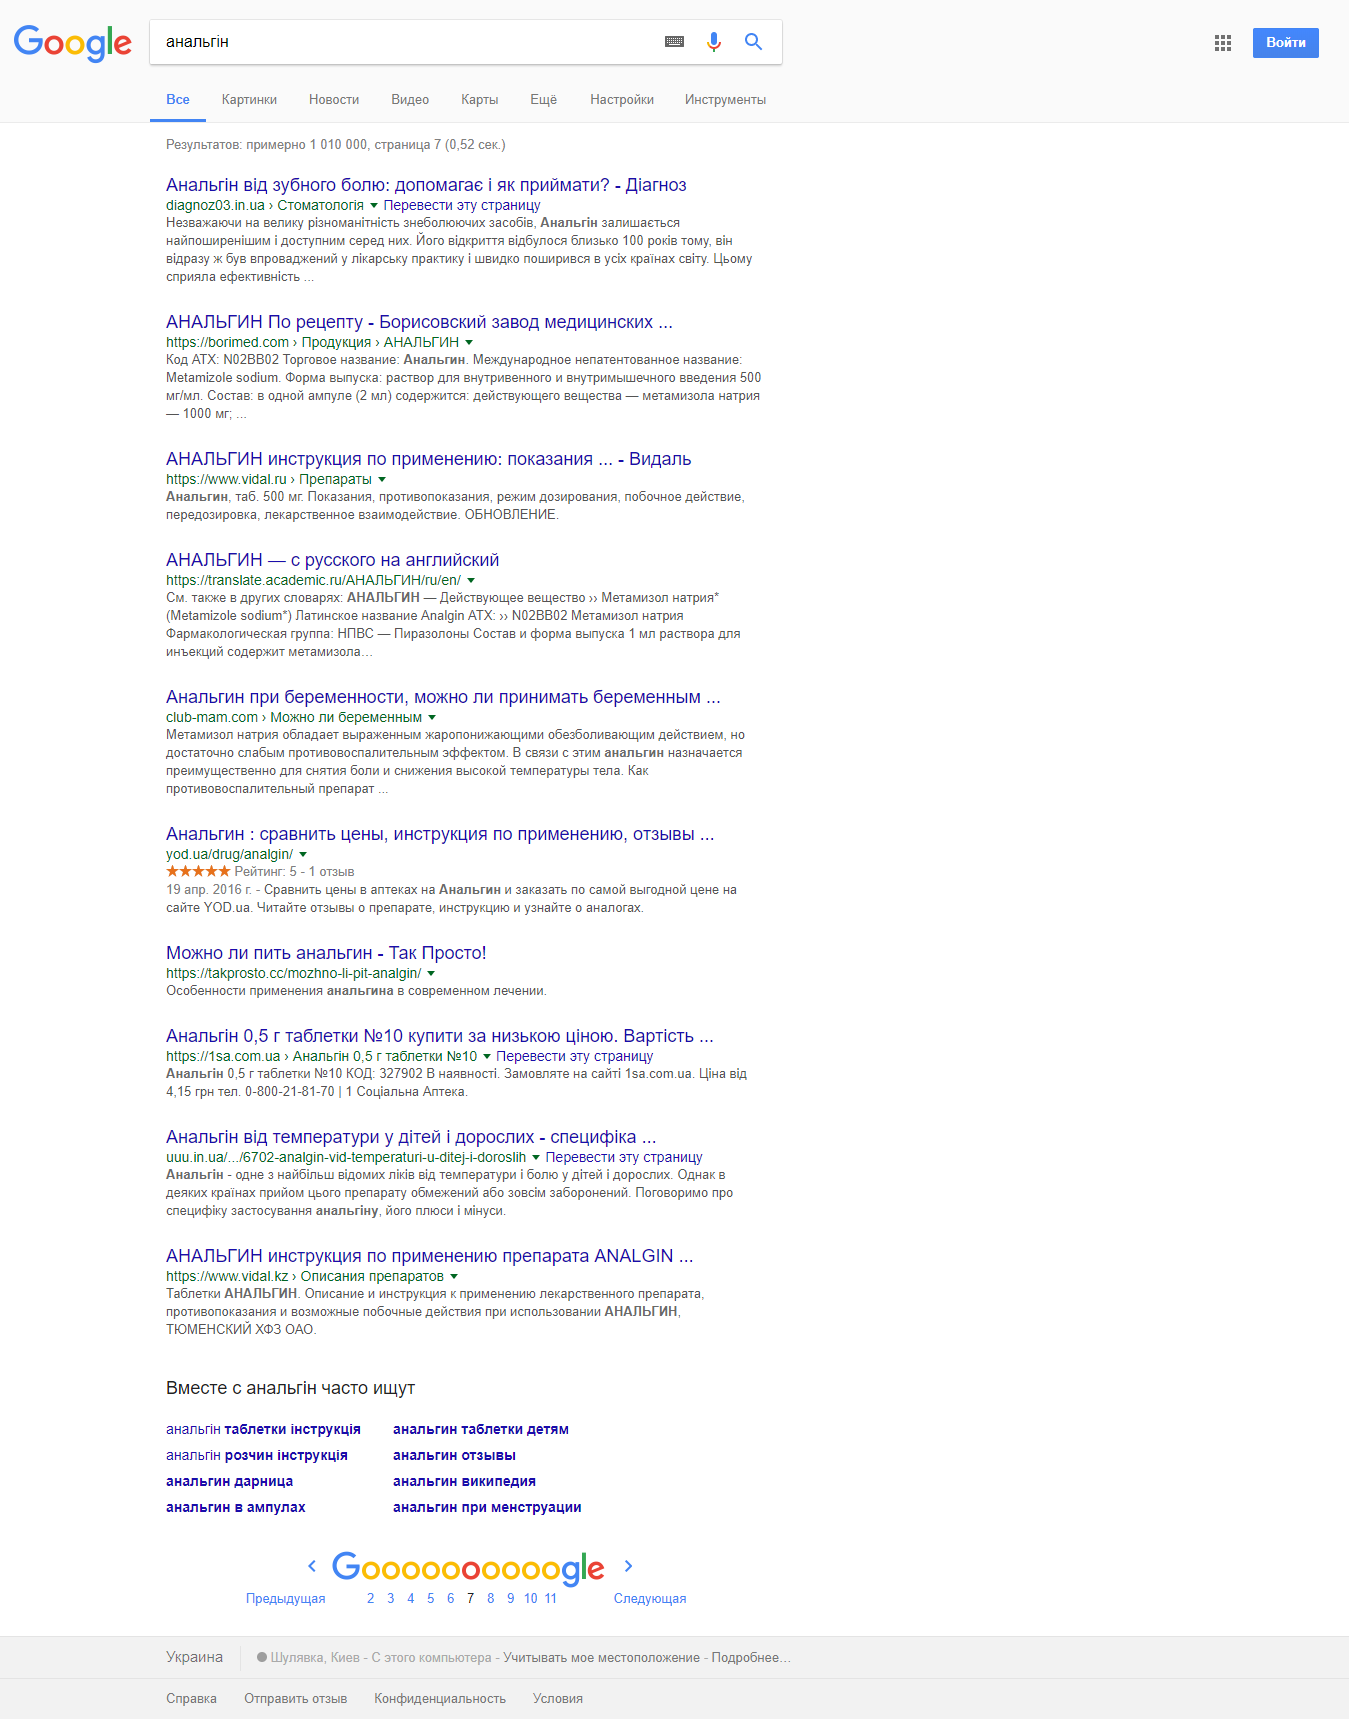 Google
анальгін
Войти
Все Картинки Новости Видео Карты Ещё Настройки Инструменты
Результатов: примерно 1 010 000, страница 7 (0,52 сек.)
Анальгін від зубного болю: допомагає і як приймати? - Діагноз
diagnoz03.in.ua › Стоматологія Перевести эту страницу
Незважаючи на велику різноманітність знеболюючих засобів, Анальгін залишається
найпоширенішим і доступним серед них. Його відкриття відбулося близько 100 років тому, він
відразу ж був впроваджений у лікарську практику і швидко поширився в усіх країнах світу. Цьому
сприяла ефективність ...
АНАЛЬГИН По рецепту - Борисовский завод медицинских ...
https://borimed.com › Продукция › АНАЛЬГИН
Код АТХ: N02BB02 Торговое название: Анальгин. Международное непатентованное название:
Metamizole sodium. Форма выпуска: раствор для внутривенного и внутримышечного введения 500
мг/мл. Состав: в одной ампуле (2 мл) содержится: действующего вещества — метамизола натрия
— 1000 мг; ...
АНАЛЬГИН инструкция по применению: показания ... - Видаль
https://www.vidal.ru › Препараты
Анальгин, таб. 500 мг. Показания, противопоказания, режим дозирования, побочное действие,
передозировка, лекарственное взаимодействие. ОБНОВЛЕНИЕ.
АНАЛЬГИН — с русского на английский
https://translate.academic.ru/АНАЛЬГИН/ru/en/
См. также в других словарях: АНАЛЬГИН — Действующее вещество ›› Метамизол натрия*
(Metamizole sodium*) Латинское название Analgin АТХ: ›› N02BB02 Метамизол натрия
Фармакологическая группа: НПВС — Пиразолоны Состав и форма выпуска 1 мл раствора для
инъекций содержит метамизола…
Анальгин при беременности, можно ли принимать беременным ...
club-mam.com › Можно ли беременным
Метамизол натрия обладает выраженным жаропонижающими обезболивающим действием, но
достаточно слабым противовоспалительным эффектом. В связи с этим анальгин назначается
преимущественно для снятия боли и снижения высокой температуры тела. Как
противовоспалительный препарат ...
Анальгин : сравнить цены, инструкция по применению, отзывы ...
yod.ua/drug/analgin/
★★★★★ Рейтинг: 5 - 1 отзыв
19 апр. 2016 г. - Сравнить цены в аптеках на Анальгин и заказать по самой выгодной цене на
сайте YOD.ua. Читайте отзывы о препарате, инструкцию и узнайте о аналогах.
Можно ли пить анальгин - Так Просто!
https://takprosto.cc/mozhno-li-pit-analgin/
Особенности применения анальгина в современном лечении.
Анальгін 0,5 г таблетки №10 купити за низькою ціною. Вартість ...
https://1sa.com.ua › Анальгін 0,5 г таблетки №10 Перевести эту страницу
Анальгін 0,5 г таблетки №10 КОД: 327902 В наявності. Замовляте на сайті 1sa.com.ua. Ціна від
4,15 грн тел. 0-800-21-81-70 | 1 Соціальна Аптека.
Анальгін від температури у дітей і дорослих - специфіка ...
uuu.in.ua/.../6702-analgin-vid-temperaturi-u-ditej-i-doroslih Перевести эту страницу
Анальгін - одне з найбільш відомих ліків від температури і болю у дітей і дорослих. Однак в
деяких країнах прийом цього препарату обмежений або зовсім заборонений. Поговоримо про
специфіку застосування анальгіну, його плюси і мінуси.
АНАЛЬГИН инструкция по применению препарата ANALGIN ...
https://www.vidal.kz › Описания препаратов
Таблетки АНАЛЬГИН. Описание и инструкция к применению лекарственного препарата,
противопоказания и возможные побочные действия при использовании АНАЛЬГИН,
ТЮМЕНСКИЙ ХФЗ ОАО.
Вместе с анальгін часто ищут
анальгін таблетки інструкція анальгин таблетки детям
анальгін розчин інструкція анальгин отзывы
анальгин дарница анальгин википедия
анальгин в ампулах анальгин при менструации
Goooooooooogle
Предыдущая 2 3 4 5 6 7 8 9 10 11 Следующая
Украина Шулявка, Киев - С этого компьютера - Учитывать мое местоположение - Подробнее…
Справка Отправить отзыв Конфиденциальность Условия